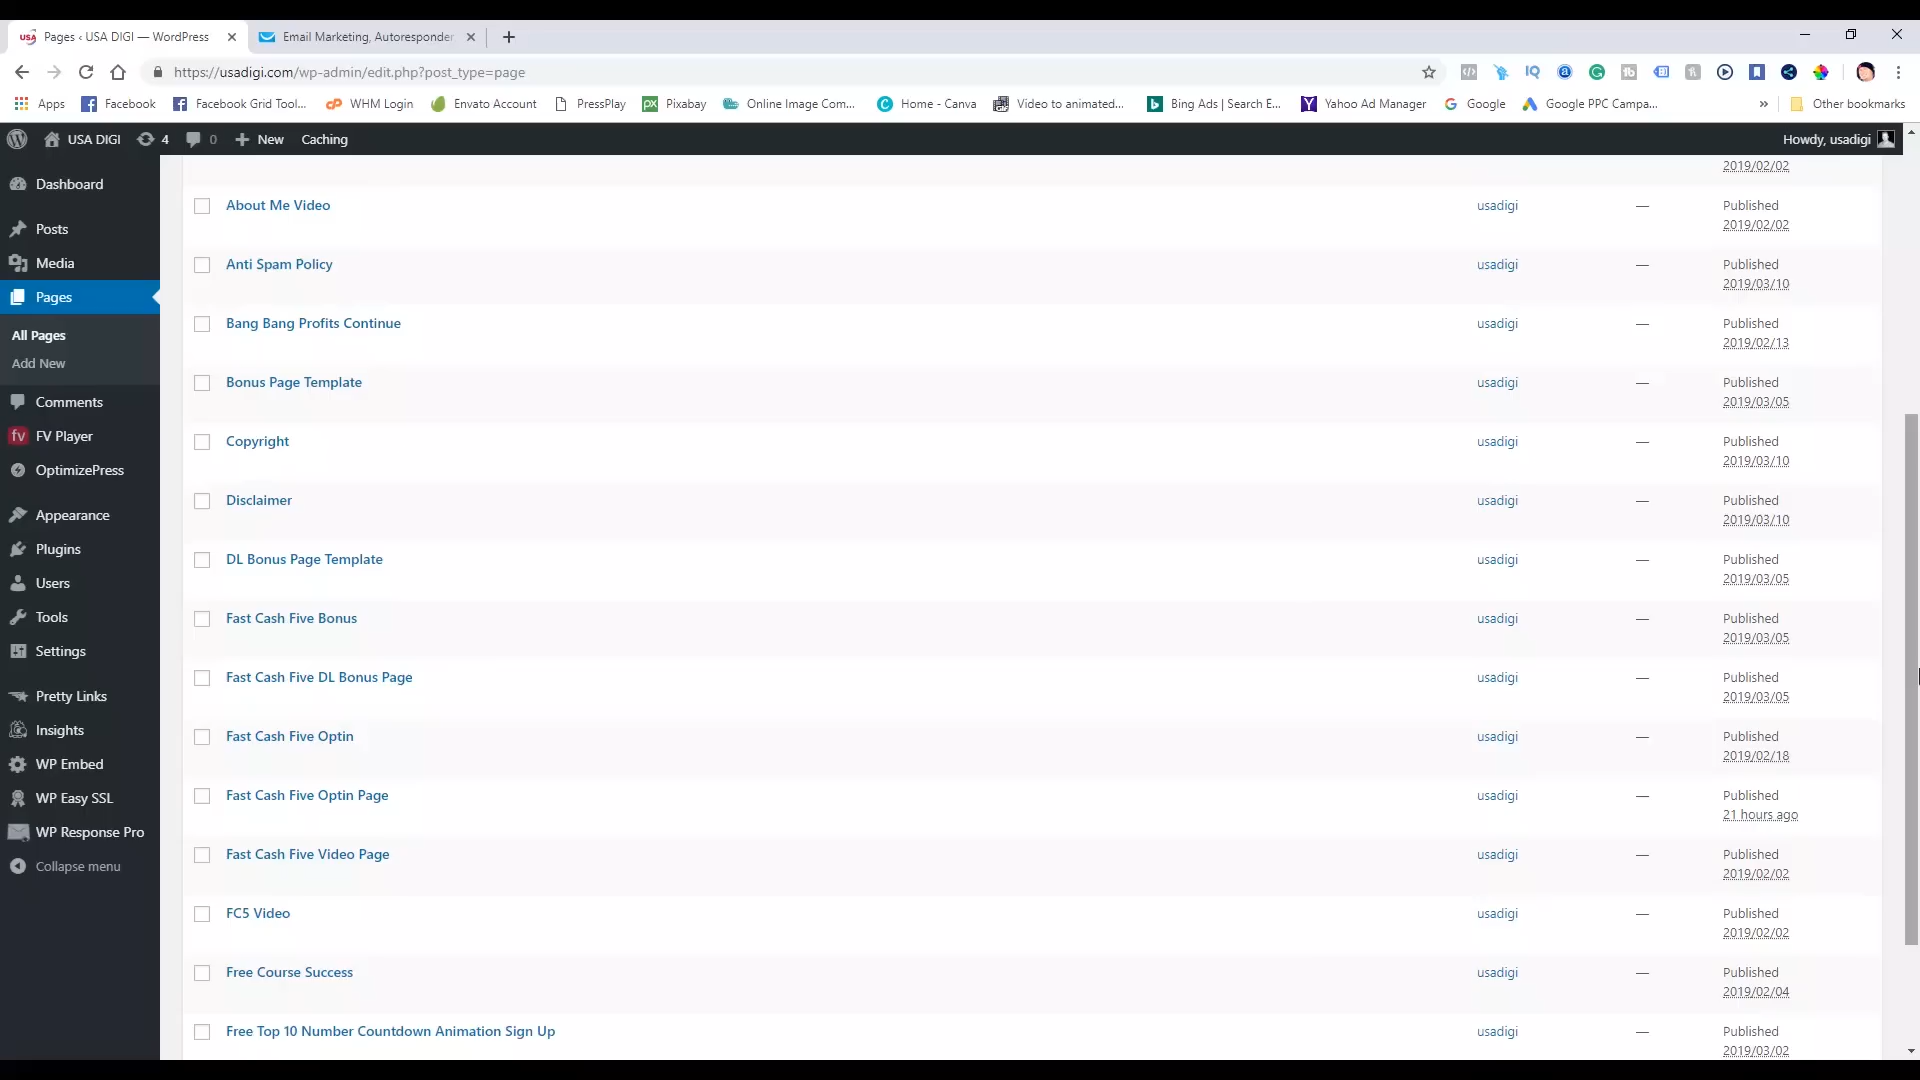 Pages ‹ USA DIGI — WordPress
Email Marketing, Autoresponder
https://usadigi.com/wp-admin/edit.php?post_type=page
Apps Facebook Facebook Grid Tool... WHM Login Envato Account PressPlay Pixabay Online Image Com... Home - Canva Video to animated... Bing Ads | Search E... Yahoo Ad Manager Google Google PPC Campa... » Other bookmarks
USA DIGI 4 0 New Caching Howdy, usadigi
Dashboard
Posts
Media
Pages
All Pages
Add New
Comments
FV Player
OptimizePress
Appearance
Plugins
Users
Tools
Settings
Pretty Links
Insights
WP Embed
WP Easy SSL
WP Response Pro
Collapse menu
2019/02/02
About Me Video usadigi — Published
2019/02/02
Anti Spam Policy usadigi — Published
2019/03/10
Bang Bang Profits Continue usadigi — Published
2019/02/13
Bonus Page Template usadigi — Published
2019/03/05
Copyright usadigi — Published
2019/03/10
Disclaimer usadigi — Published
2019/03/10
DL Bonus Page Template usadigi — Published
2019/03/05
Fast Cash Five Bonus usadigi — Published
2019/03/05
Fast Cash Five DL Bonus Page usadigi — Published
2019/03/05
Fast Cash Five Optin usadigi — Published
2019/02/18
Fast Cash Five Optin Page usadigi — Published
21 hours ago
Fast Cash Five Video Page usadigi — Published
2019/02/02
FC5 Video usadigi — Published
2019/02/02
Free Course Success usadigi — Published
2019/02/04
Free Top 10 Number Countdown Animation Sign Up usadigi — Published
2019/03/02